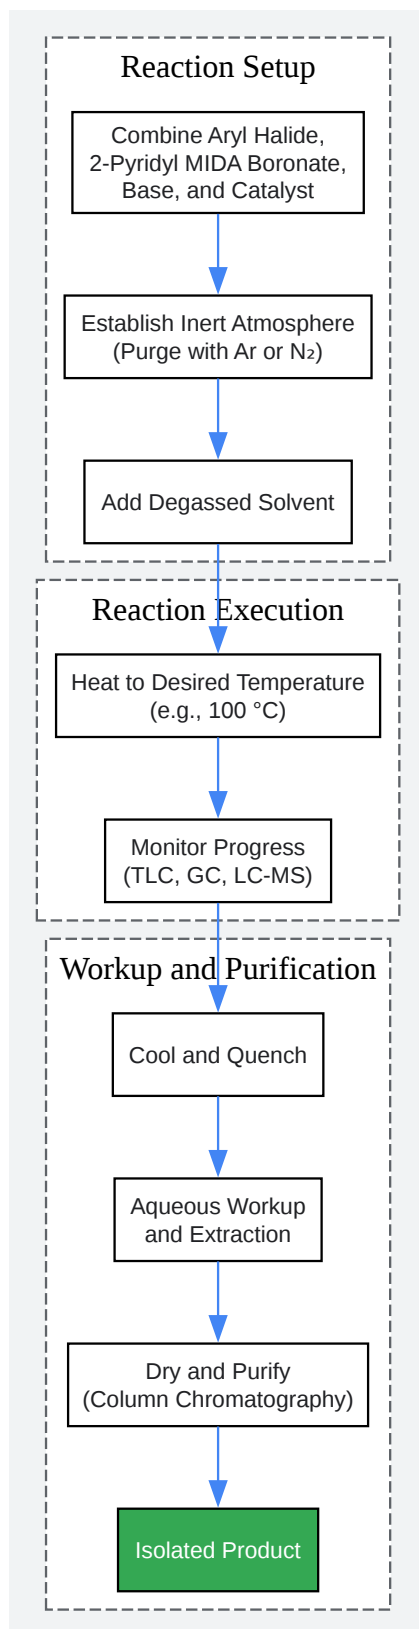 Reaction Setup
Combine Aryl Halide,
2-Pyridyl MIDA Boronate,
Base, and Catalyst
Establish Inert Atmosphere
(Purge with Ar or N₂)
Add Degassed Solvent
Reaction Execution
Heat to Desired Temperature
(e.g., 100 °C)
Monitor Progress
(TLC, GC, LC-MS)
Workup and Purification
Cool and Quench
Aqueous Workup
and Extraction
Dry and Purify
(Column Chromatography)
Isolated Product